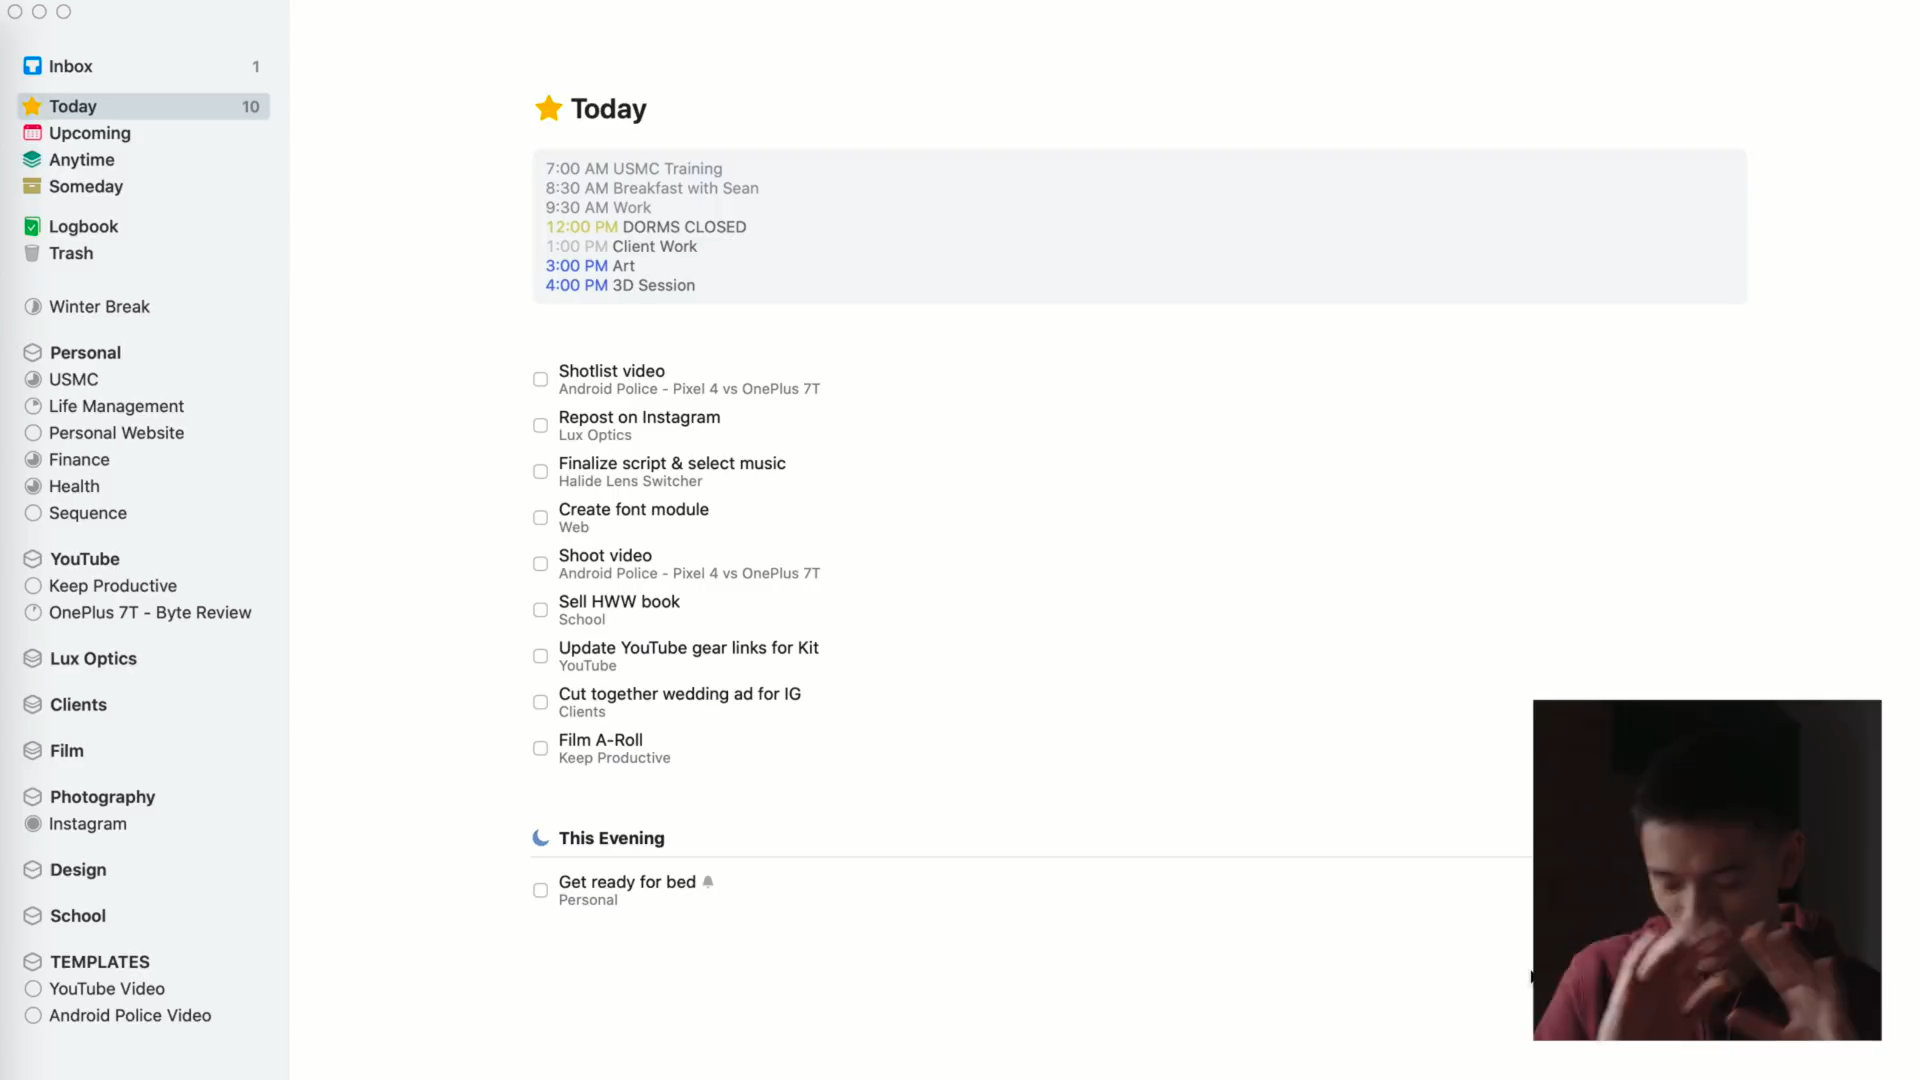 Inbox 1
Today 10
Upcoming
Anytime
Someday
Logbook
Trash
Winter Break
Personal
USMC
Life Management
Personal Website
Finance
Health
Sequence
YouTube
Keep Productive
OnePlus 7T - Byte Review
Lux Optics
Clients
Film
Photography
Instagram
Design
School
TEMPLATES
YouTube Video
Android Police Video
Today
7:00 AM USMC Training
8:30 AM Breakfast with Sean
9:30 AM Work
12:00 PM DORMS CLOSED
1:00 PM Client Work
3:00 PM Art
4:00 PM 3D Session
Shotlist video
Android Police - Pixel 4 vs OnePlus 7T
Repost on Instagram
Lux Optics
Finalize script & select music
Halide Lens Switcher
Create font module
Web
Shoot video
Android Police - Pixel 4 vs OnePlus 7T
Sell HWW book
School
Update YouTube gear links for Kit
YouTube
Cut together wedding ad for IG
Clients
Film A-Roll
Keep Productive
This Evening
Get ready for bed
Personal